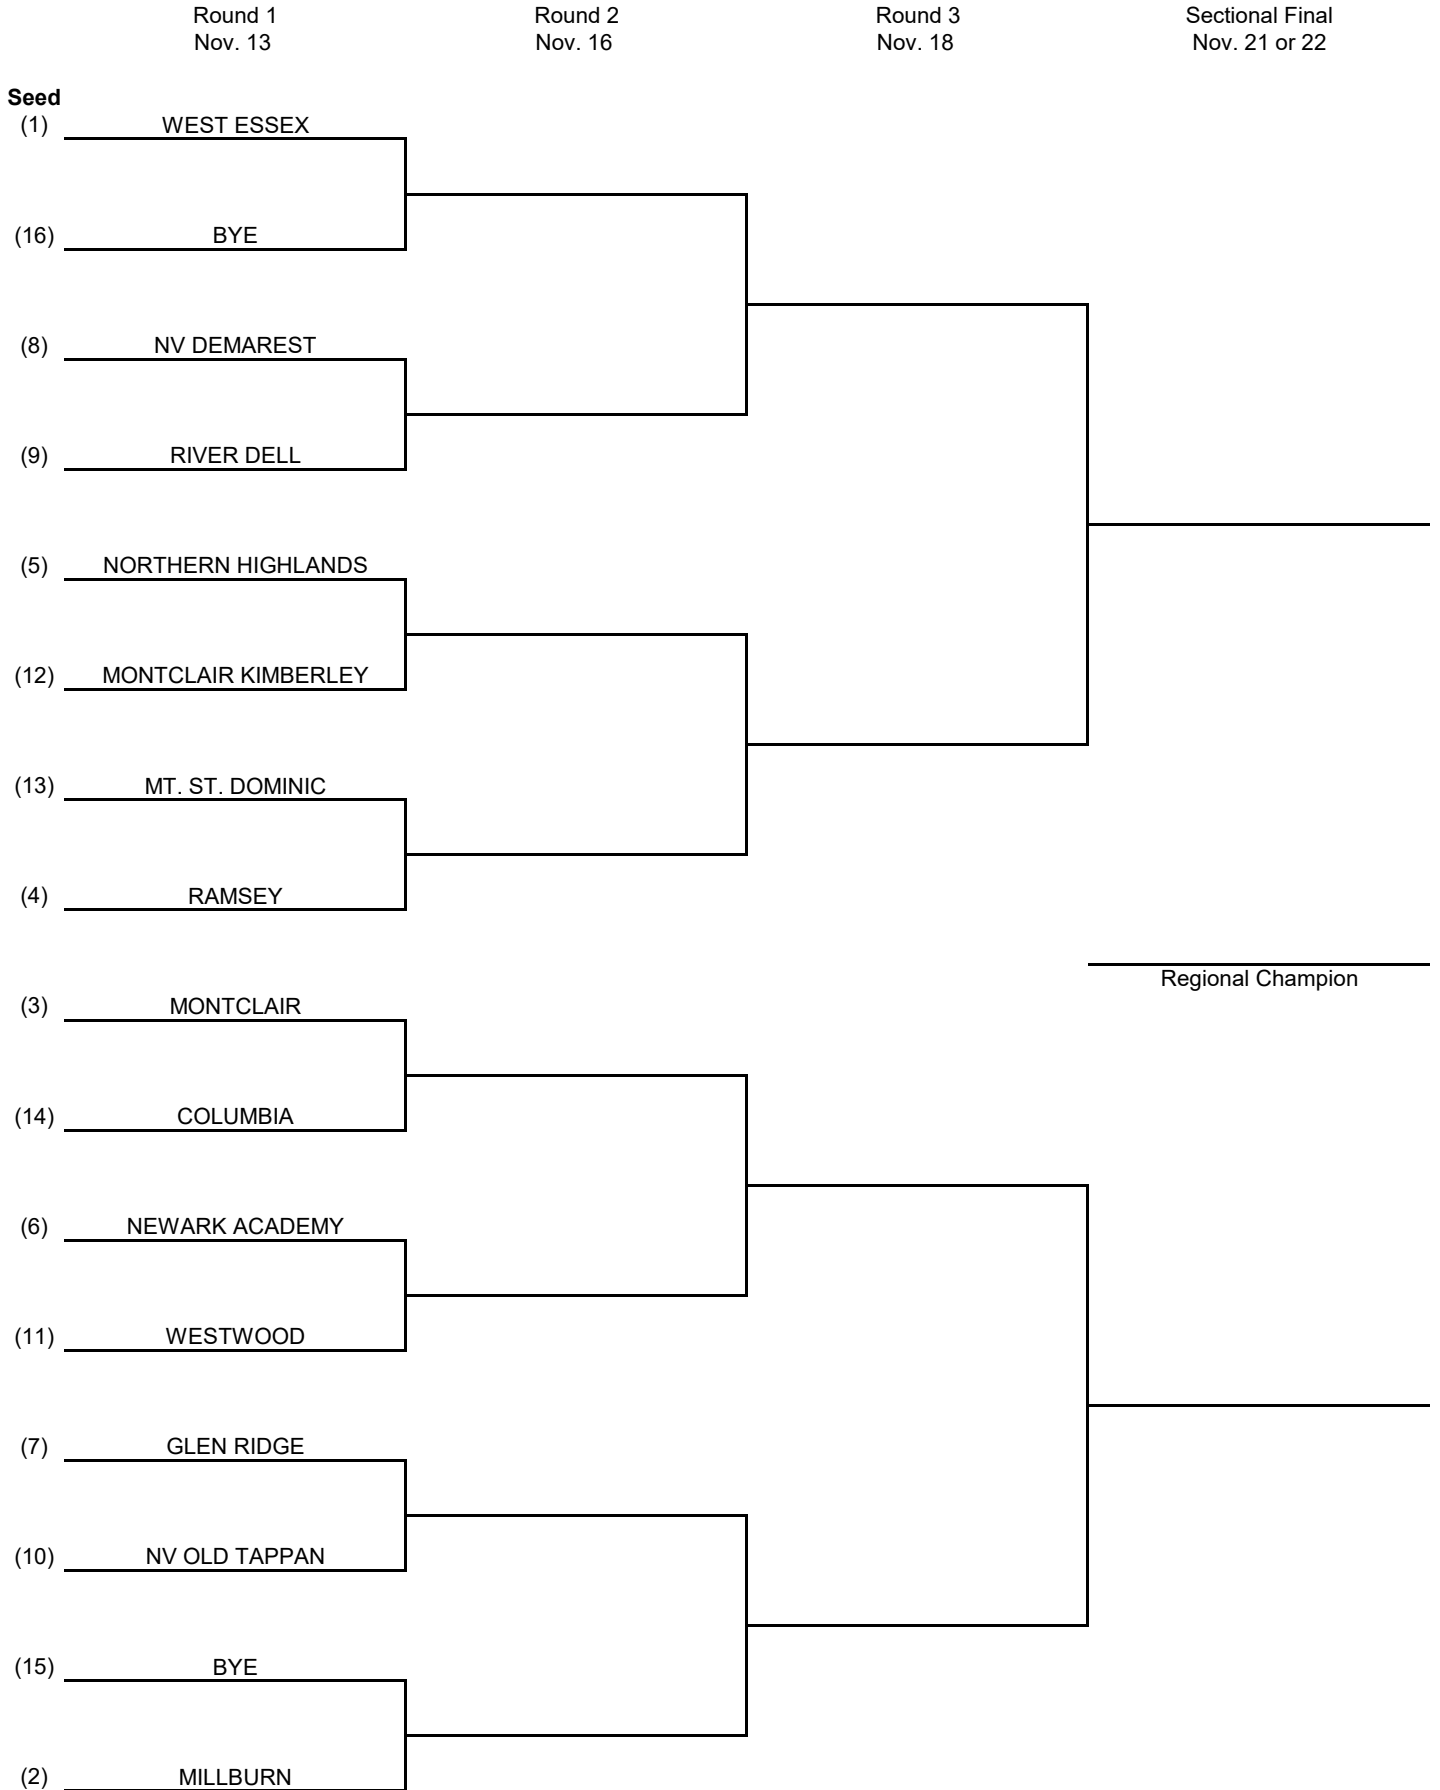 Round 1 Round 2 Round 3 Sectional Final
Nov. 13 Nov. 16 Nov. 18 Nov. 21 or 22
Seed
(1) WEST ESSEX
(16) BYE
(8) NV DEMAREST
(9) RIVER DELL
(5) NORTHERN HIGHLANDS
(12) MONTCLAIR KIMBERLEY
(13) MT. ST. DOMINIC
(4) RAMSEY
Regional Champion
(3) MONTCLAIR
(14) COLUMBIA
(6) NEWARK ACADEMY
(11) WESTWOOD
(7) GLEN RIDGE
(10) NV OLD TAPPAN
(15) BYE
(2) MILLBURN